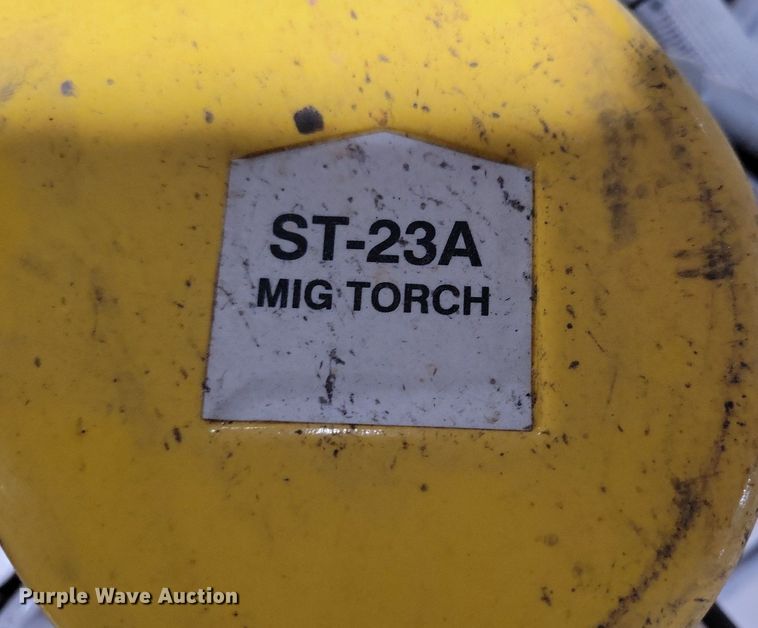 ST-23A
MIG TORCH
Purple Wave Auction